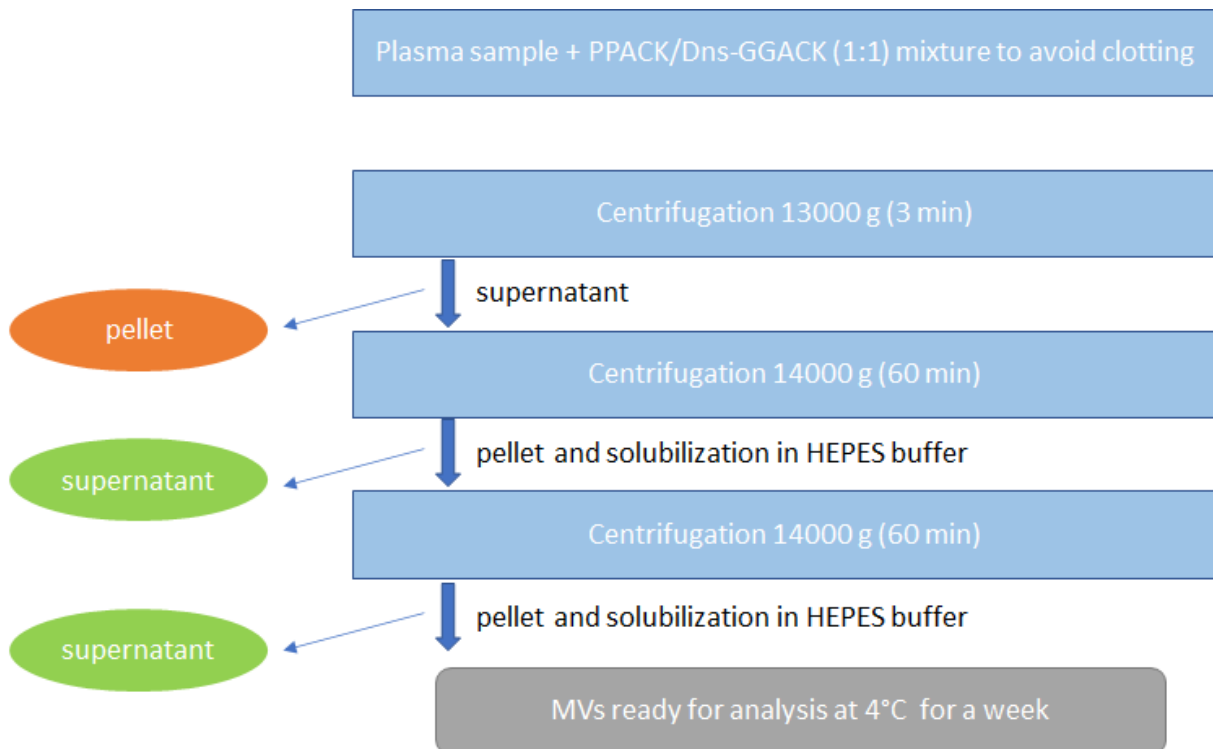 Plasma sample + PPACK/Dns-GGACK (1:1) mixture to avoid clotting
Centrifugation 13000 g (3 min)
supernatant
pellet
Centrifugation 14000 g (60 min)
pellet and solubilization in HEPES buffer
supernatant
Centrifugation 14000 g (60 min)
pellet and solubilization in HEPES buffer
supernatant
MVs ready for analysis at 4°C for a week